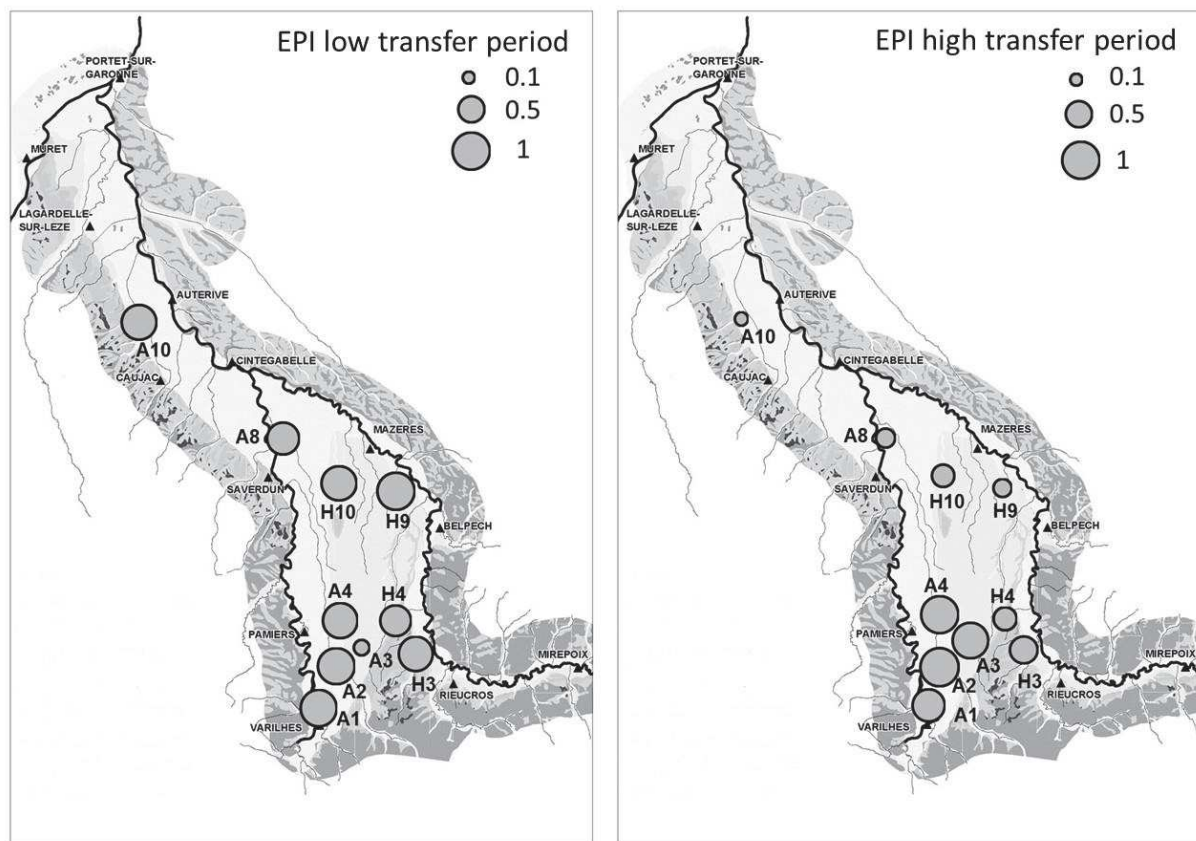 EPI low transfer period
0.1
0.5
1
PORTET-SUR-
GARONNE
MURET
LAGARDELLE-
SUR-LEZE
AUTERIVE
A10
CAUJAC
CINTEGABELLE
A8
MAZERES
SAVERDUN
H10
H9
BELPECH
A4
H4
PAMIERS
A3
H3
MIREPOIX
A2
RIEUCROS
A1
VARILHES
EPI high transfer period
0.1
0.5
1
PORTET-SUR-
GARONNE
MURET
LAGARDELLE-
SUR-LEZE
AUTERIVE
A10
CAUJAC
CINTEGABELLE
A8
MAZERES
SAVERDUN
H10
H9
BELPECH
A4
H4
PAMIERS
A3
H3
MIREPOIX
A2
RIEUCROS
A1
VARILHES